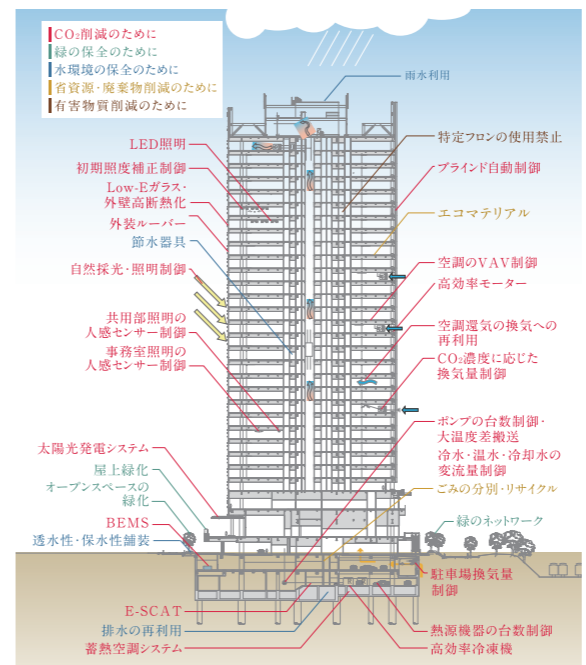 CO₂削減のために
緑の保全のために
水環境の保全のために
省資源・廃棄物削減のために
有害物質削減のために
雨水利用
LED照明
初期照度補正制御
Low-Eガラス・
外壁高断熱化
外装ルーバー
節水器具
自然採光・照明制御
共用部照明の
人感センサー制御
事務室照明の
人感センサー制御
太陽光発電システム
屋上緑化
オープンスペースの
緑化
BEMS
透水性・保水性舗装
E-SCAT
排水の再利用
蓄熱空調システム
特定フロンの使用禁止
ブラインド自動制御
エコマテリアル
空調のVAV制御
高効率モーター
空調還気の換気への
再利用
CO₂濃度に応じた
換気量制御
ポンプの台数制御・
大温度差搬送
冷水・温水・冷却水の
変流量制御
ごみの分別・リサイクル
緑のネットワーク
駐車場換気量
制御
熱源機器の台数制御
高効率冷凍機